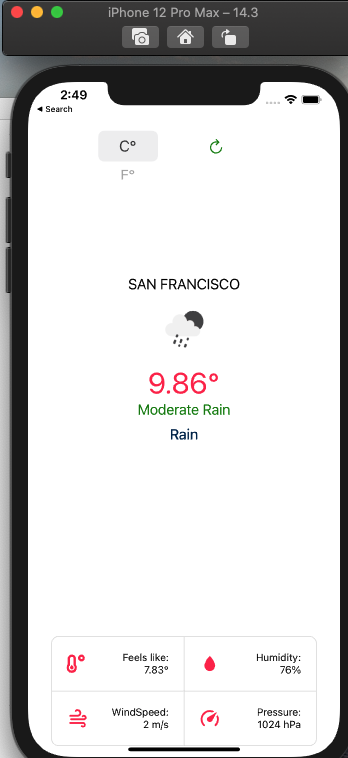 iPhone 12 Pro Max – 14.3
2:49
◀ Search
C°
F°
SAN FRANCISCO
9.86°
Moderate Rain
Rain
Feels like:
7.83°
Humidity:
76%
WindSpeed:
2 m/s
Pressure:
1024 hPa